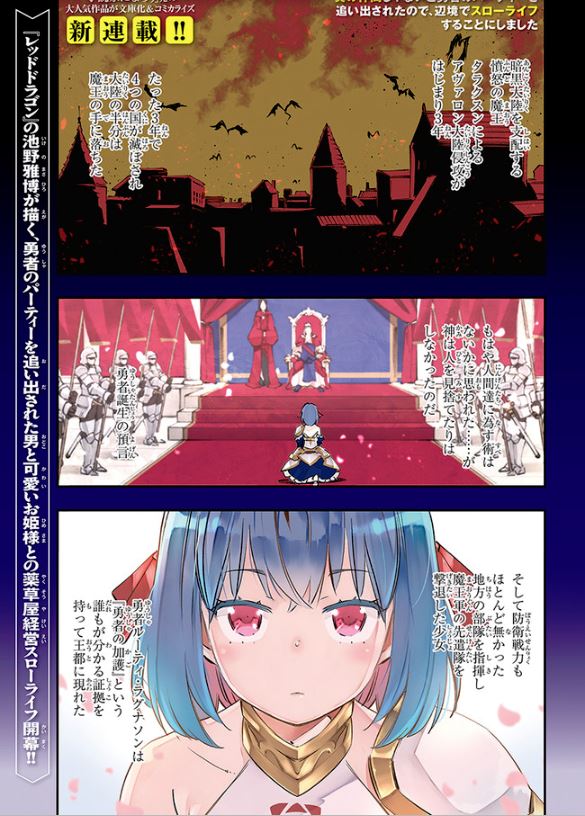 大人気作品が文庫化&コミカライズ
新連載!!
追い出されたので、辺境でスローライフ
することにしました
暗黒大陸を支配する
憤怒の魔王
タラクスンによる
アヴァロン大陸侵攻が
はじまり3年
たった3年で
4つの国が滅ぼされ
大陸の半分は
魔王の手に落ちた
もはや人間達に為す術は
ないかに思われた……が
神は人を見捨てたりは
しなかったのだ
勇者誕生の預言
そして防衛戦力も
ほとんど無かった
地方の部隊を指揮し
魔王軍の先遣隊を
撃退した少女
勇者ルーティ・ラグナソンは
『勇者の加護』という
誰もが分かる証拠を
持って王都に現れた
『レッドドラゴン』の池野雅博が描く、勇者のパーティーを追い出された男と可愛いお姫様との薬草屋経営スローライフ開幕!!